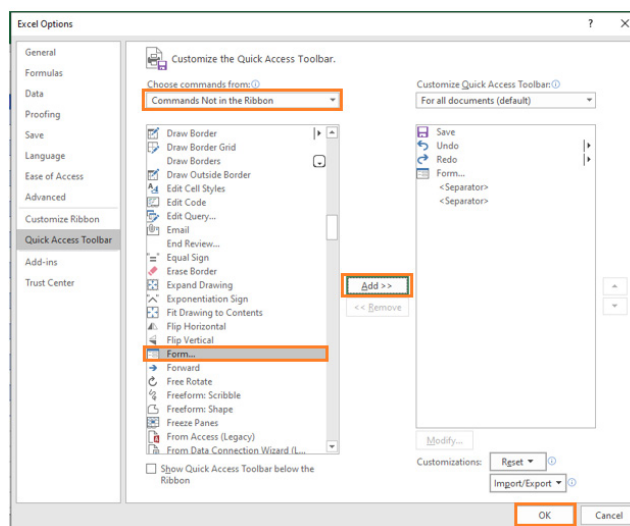 Excel Options
? X
General
Formulas
Data
Proofing
Save
Language
Ease of Access
Advanced
Customize Ribbon
Quick Access Toolbar
Add-ins
Trust Center
Customize the Quick Access Toolbar.
Choose commands from:
Commands Not in the Ribbon
Draw Border
Draw Border Grid
Draw Borders
Draw Outside Border
Edit Cell Styles
Edit Code
Edit Query...
Email
End Review...
Equal Sign
Erase Border
Expand Drawing
Exponentiation Sign
Fit Drawing to Contents
Flip Horizontal
Flip Vertical
Form...
Forward
Free Rotate
Freeform: Scribble
Freeform: Shape
Freeze Panes
From Access (Legacy)
From Data Connection Wizard (L...
Show Quick Access Toolbar below the
Ribbon
Add >>
<< Remove
Customize Quick Access Toolbar:
For all documents (default)
Save
Undo
Redo
Form...
<Separator>
<Separator>
Modify...
Customizations: Reset
Import/Export
OK Cancel